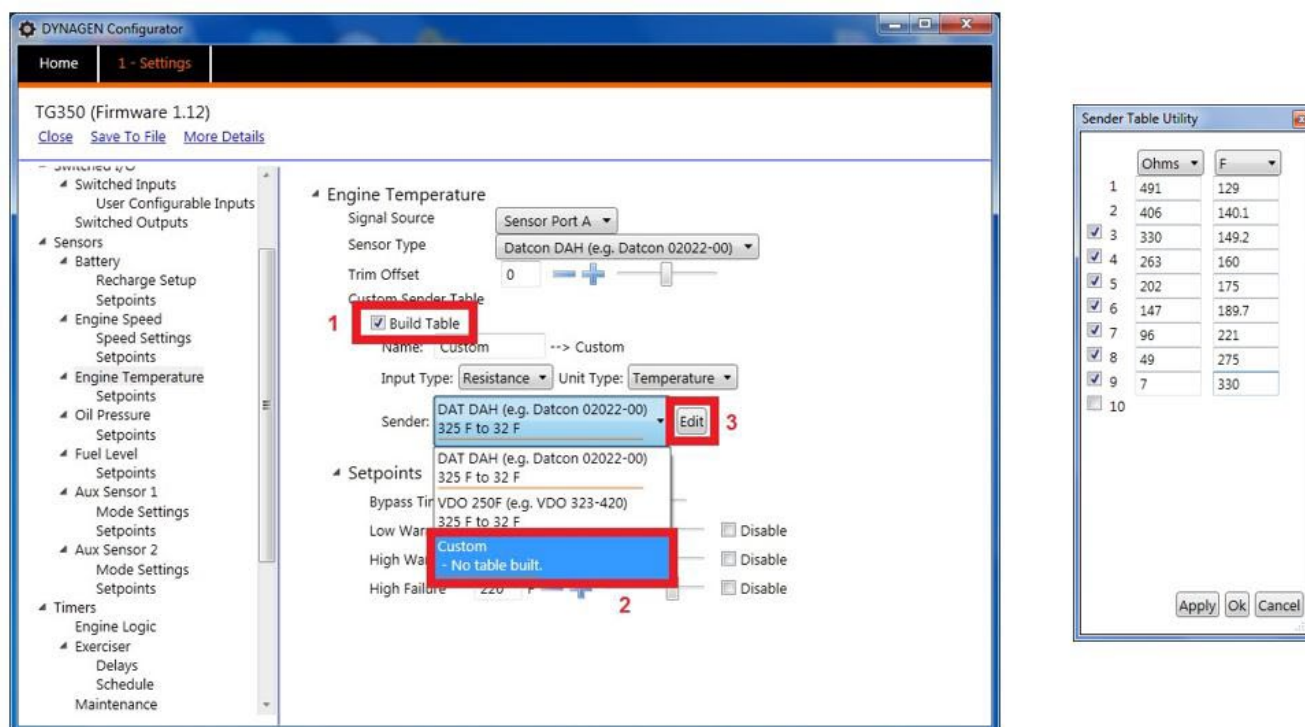 DYNAGEN Configurator
Home 1 - Settings
TG350 (Firmware 1.12)
Close Save To File More Details
Switched I/O
Switched Inputs
User Configurable Inputs
Switched Outputs
Sensors
Battery
Recharge Setup
Setpoints
Engine Speed
Speed Settings
Setpoints
Engine Temperature
Setpoints
Oil Pressure
Setpoints
Fuel Level
Setpoints
Aux Sensor 1
Mode Settings
Setpoints
Aux Sensor 2
Mode Settings
Setpoints
Timers
Engine Logic
Exerciser
Delays
Schedule
Maintenance
Engine Temperature
Signal Source Sensor Port A
Sensor Type Datcon DAH (e.g. Datcon 02022-00)
Trim Offset 0
Custom Sender Table
1 Build Table
Name: Custom --> Custom
Input Type: Resistance Unit Type: Temperature
Sender: DAT DAH (e.g. Datcon 02022-00)
325 F to 32 F
Edit 3
DAT DAH (e.g. Datcon 02022-00)
325 F to 32 F
VDO 250F (e.g. VDO 323-420)
325 F to 32 F
Custom
- No table built.
2
Setpoints
Bypass Tim
Low War Disable
High Wa Disable
High Failure 220 F Disable
Sender Table Utility
Ohms F
1 491 129
2 406 140.1
3 330 149.2
4 263 160
5 202 175
6 147 189.7
7 96 221
8 49 275
9 7 330
10
Apply Ok Cancel